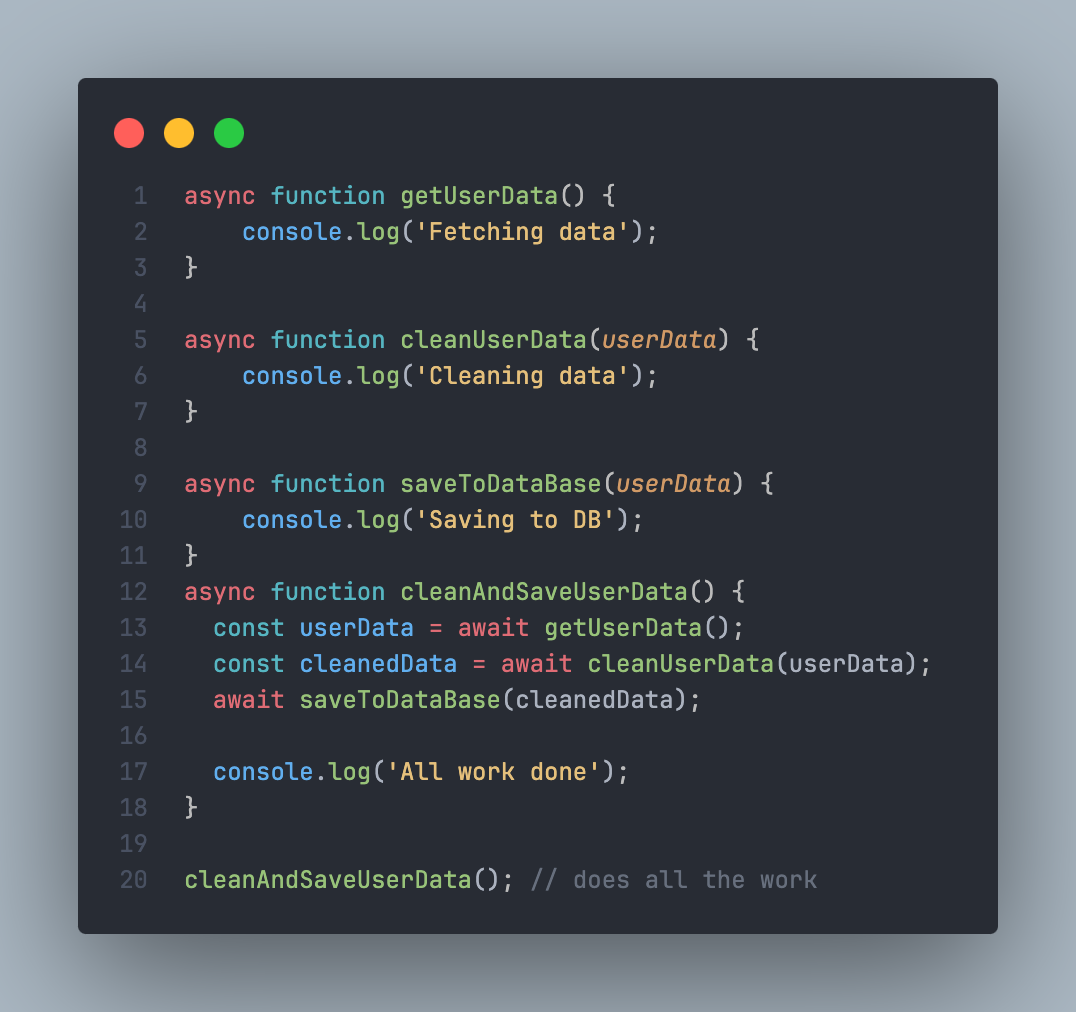 1 async function getUserData() {
2     console.log('Fetching data');
3 }
4
5 async function cleanUserData(userData) {
6     console.log('Cleaning data');
7 }
8
9 async function saveToDataBase(userData) {
10     console.log('Saving to DB');
11 }
12 async function cleanAndSaveUserData() {
13   const userData = await getUserData();
14   const cleanedData = await cleanUserData(userData);
15   await saveToDataBase(cleanedData);
16
17   console.log('All work done');
18 }
19
20 cleanAndSaveUserData(); // does all the work